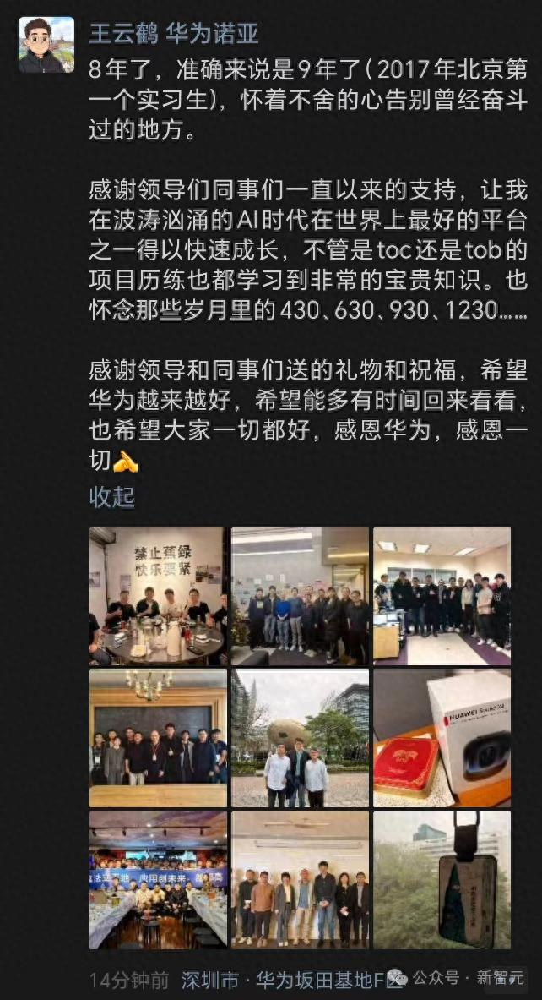 王云鹤 华为诺亚
8年了，准确来说是9年了(2017年北京第
一个实习生)，怀着不舍的心告别曾经奋斗
过的地方。
感谢领导们同事们一直以来的支持，让我
在波涛汹涌的AI时代在世界上最好的平台
之一得以快速成长，不管是toc还是tob的
项目历练也都学习到非常的宝贵知识。也
怀念那些岁月里的430、630、930、1230……
感谢领导和同事们送的礼物和祝福，希望
华为越来越好，希望能多有时间回来看看，
也希望大家一切都好，感恩华为，感恩一
切
收起
禁止蕉绿
快乐要紧
HUAWEI
应用创未来
14分钟前 深圳市·华为坂田基地F区
公众号·新智元